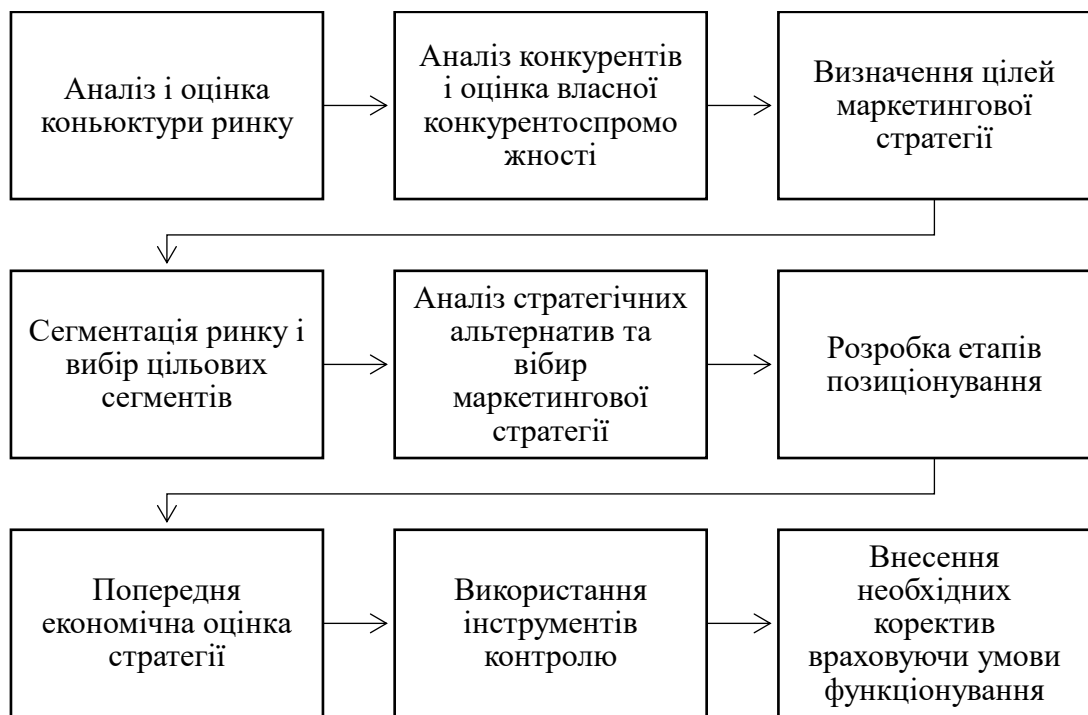 Аналіз і оцінка
коньюктури ринку
Аналіз конкурентів
і оцінка власної
конкурентоспромо
жності
Визначення цілей
маркетингової
стратегії
Сегментація ринку і
вибір цільових
сегментів
Аналіз стратегічних
альтернатив та
вібир
маркетингової
стратегії
Розробка етапів
позиціонування
Попередня
економічна оцінка
стратегії
Використання
інструментів
контролю
Внесення
необхідних
коректив
враховуючи умови
функціонування